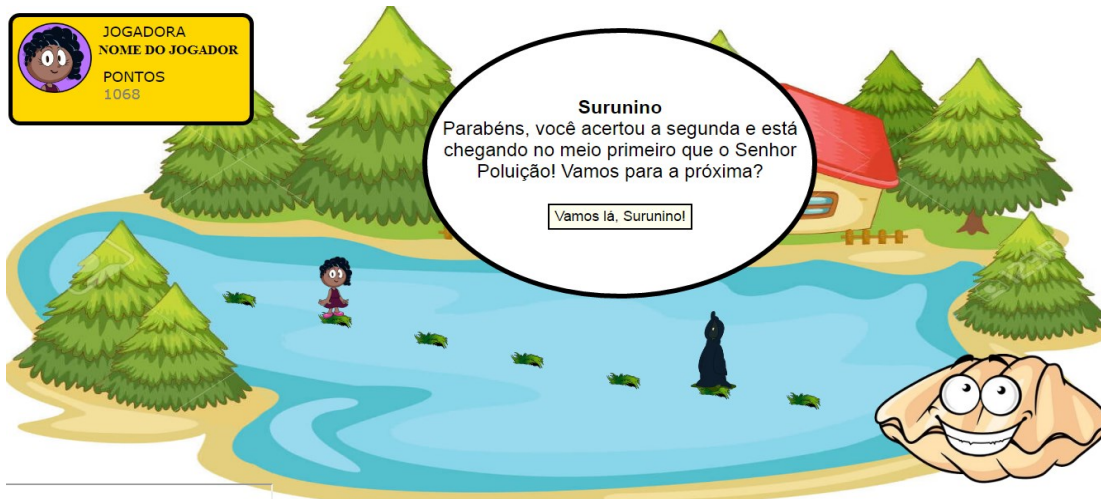 JOGADORA
NOME DO JOGADOR
PONTOS
1068
Surunino
Parabéns, você acertou a segunda e está
chegando no meio primeiro que o Senhor
Poluição! Vamos para a próxima?
Vamos lá, Surunino!